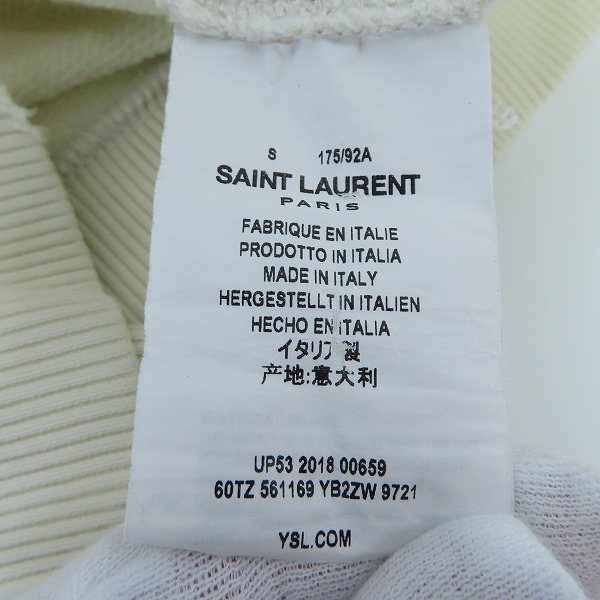 S 175/92A
SAINT LAURENT
PARIS
FABRIQUE EN ITALIE
PRODOTTO IN ITALIA
MADE IN ITALY
HERGESTELLT IN ITALIEN
HECHO EN ITALIA
イタリア製
产地:意大利
UP53 2018 00659
60TZ 561169 YB2ZW 9721
YSL.COM